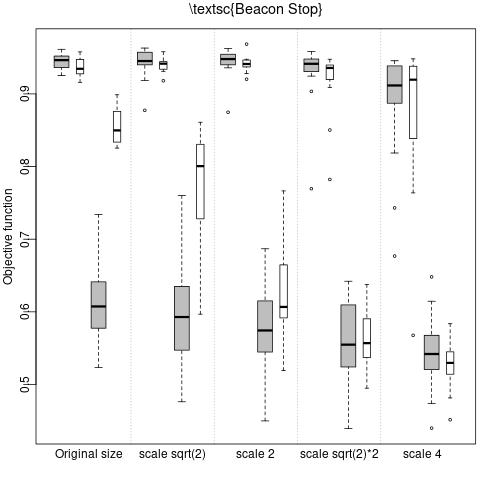 \textsc{Beacon Stop}
Objective function
0.9
0.8
0.7
0.6
0.5
Original size
scale sqrt(2)
scale 2
scale sqrt(2)*2
scale 4